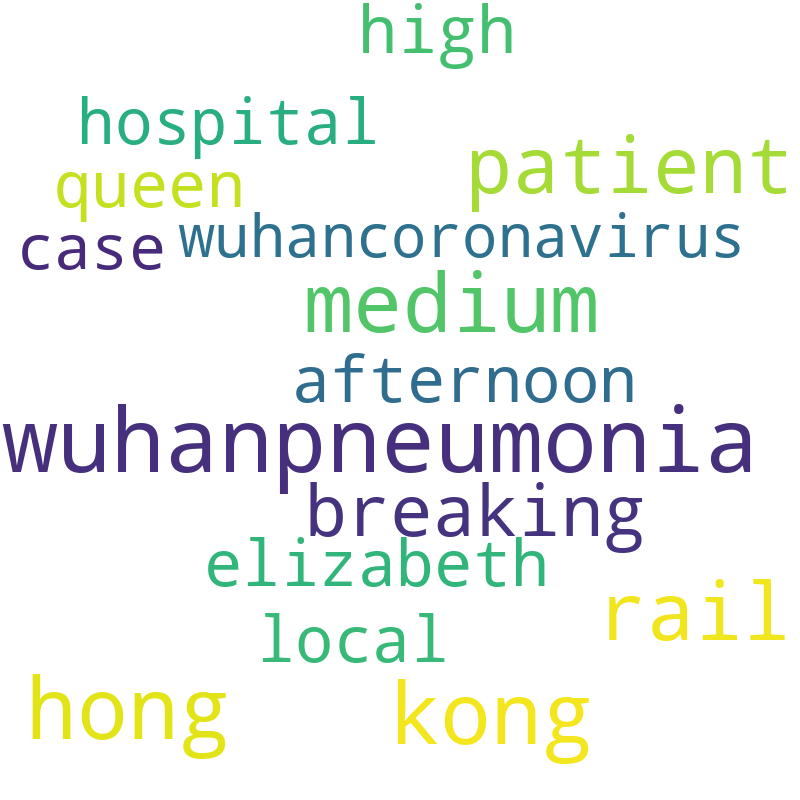 high
hospital
patient
queen
case
wuhancoronavirus
medium
afternoon
wuhanpneumonia
breaking
elizabeth
rail
local
hong
kong